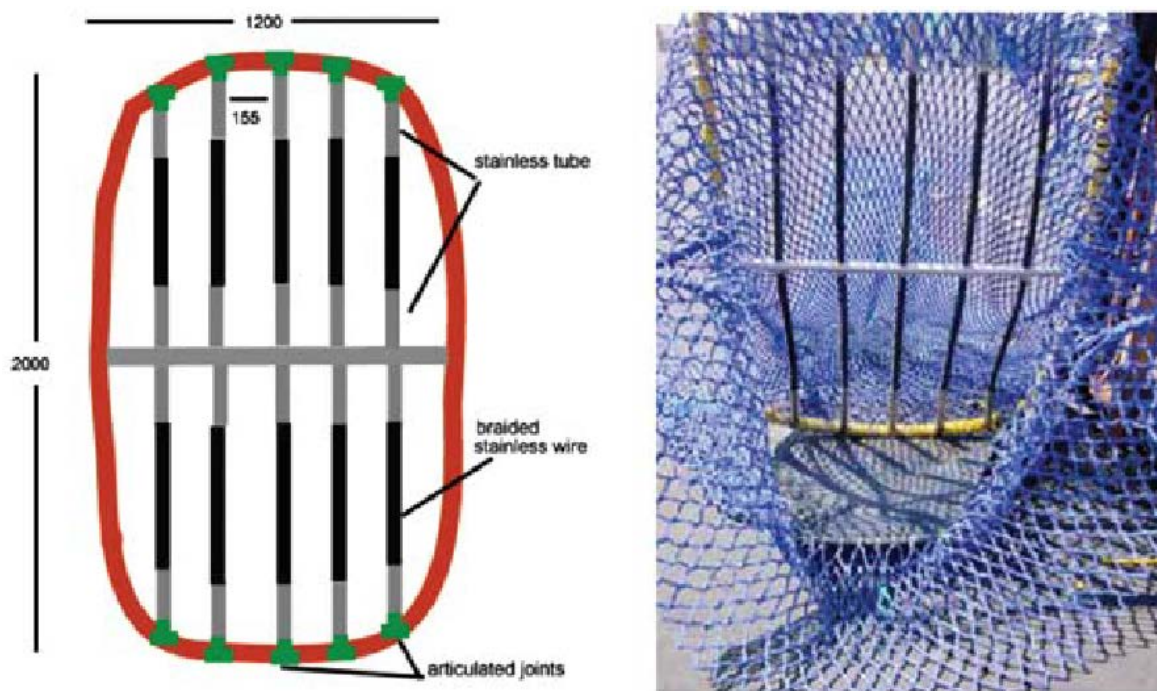 1200
155
stainless tube
2000
braided
stainless wire
articulated joints